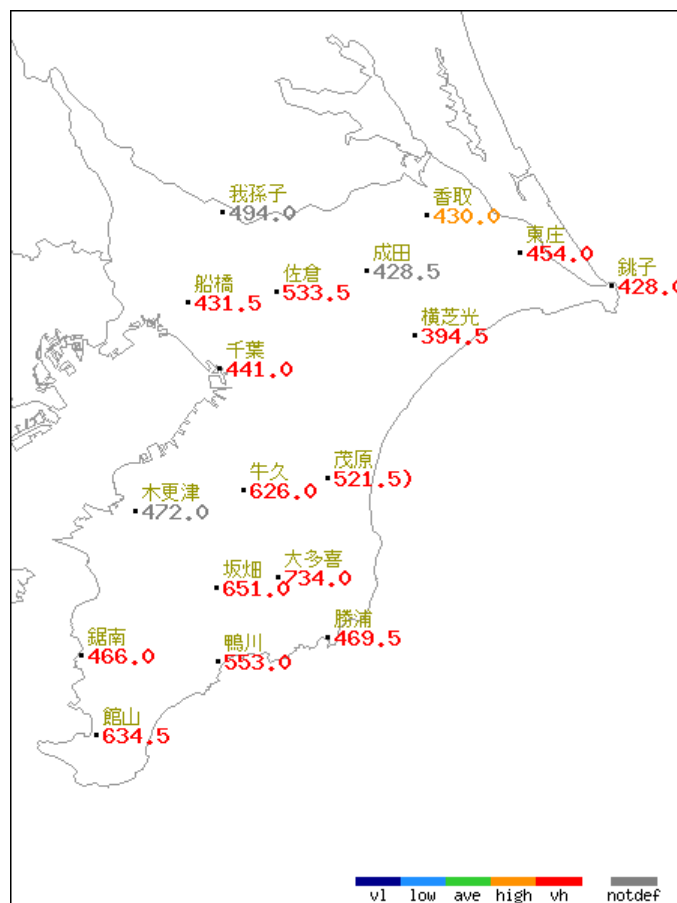 我孫子
494.0
香取
430.0
東庄
454.0
成田
428.5
佐倉
533.5
船橋
431.5
銚子
428.0
横芝光
394.5
千葉
441.0
茂原
521.5)
牛久
626.0
木更津
472.0
大多喜
734.0
坂畑
651.0
勝浦
469.5
鋸南
466.0
鴨川
553.0
館山
634.5
vl low ave high vh notdef